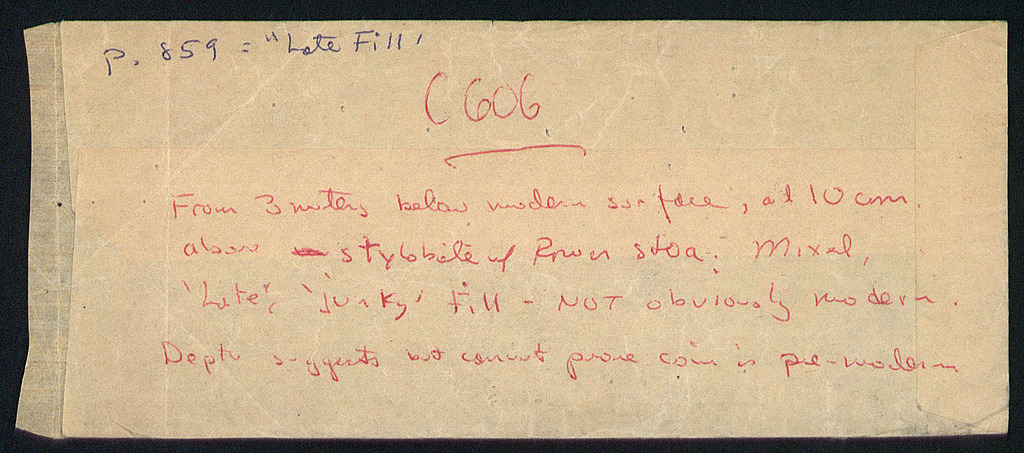 p. 859 = "Late Fill'
C606
From 3 meters below modern surface, at 10 cm.
above stylobite of Roman stoa. Mixed,
'Late', 'junky' fill - NOT obviously modern.
Depth suggests but cannot prove coin is pre-modern